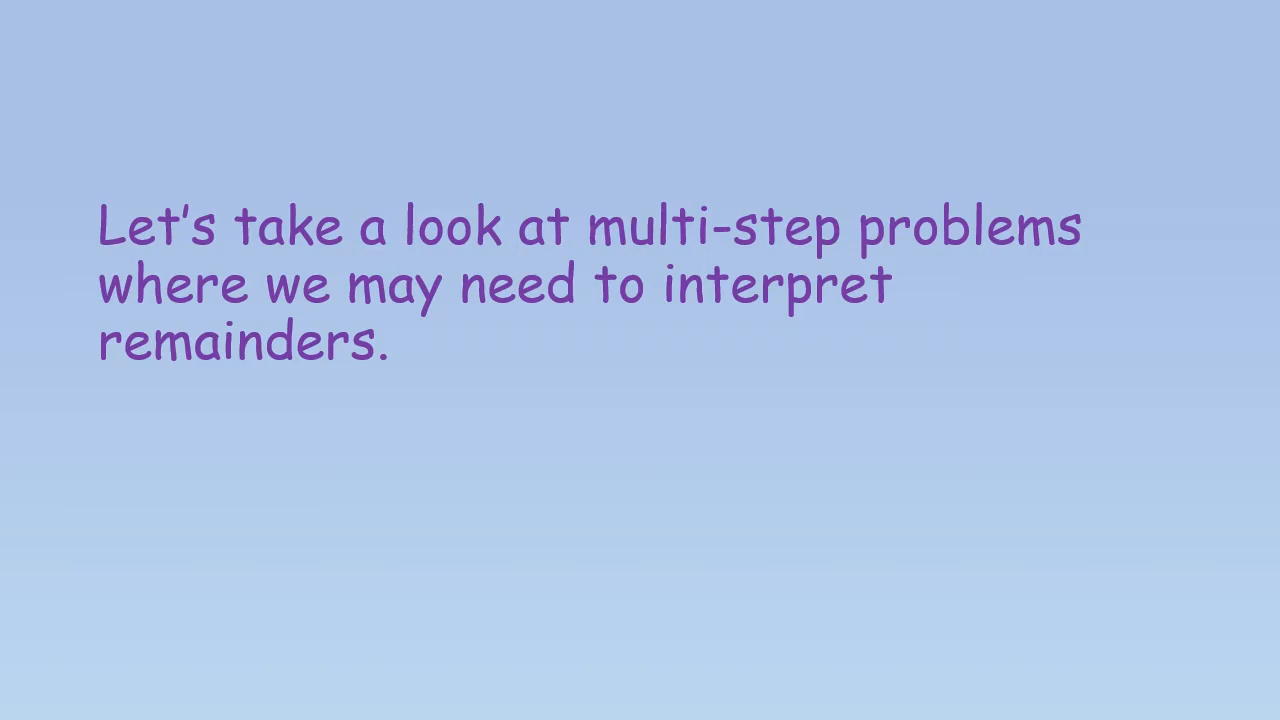 Let’s take a look at multi-step problems
where we may need to interpret
remainders.